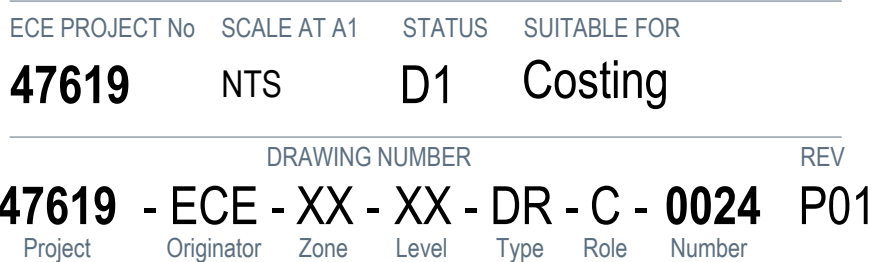 ECE PROJECT No SCALE AT A1 STATUS SUITABLE FOR
47619 NTS D1 Costing
DRAWING NUMBER REV
47619 - ECE - XX - XX - DR - C - 0024 P01
Project Originator Zone Level Type Role Number